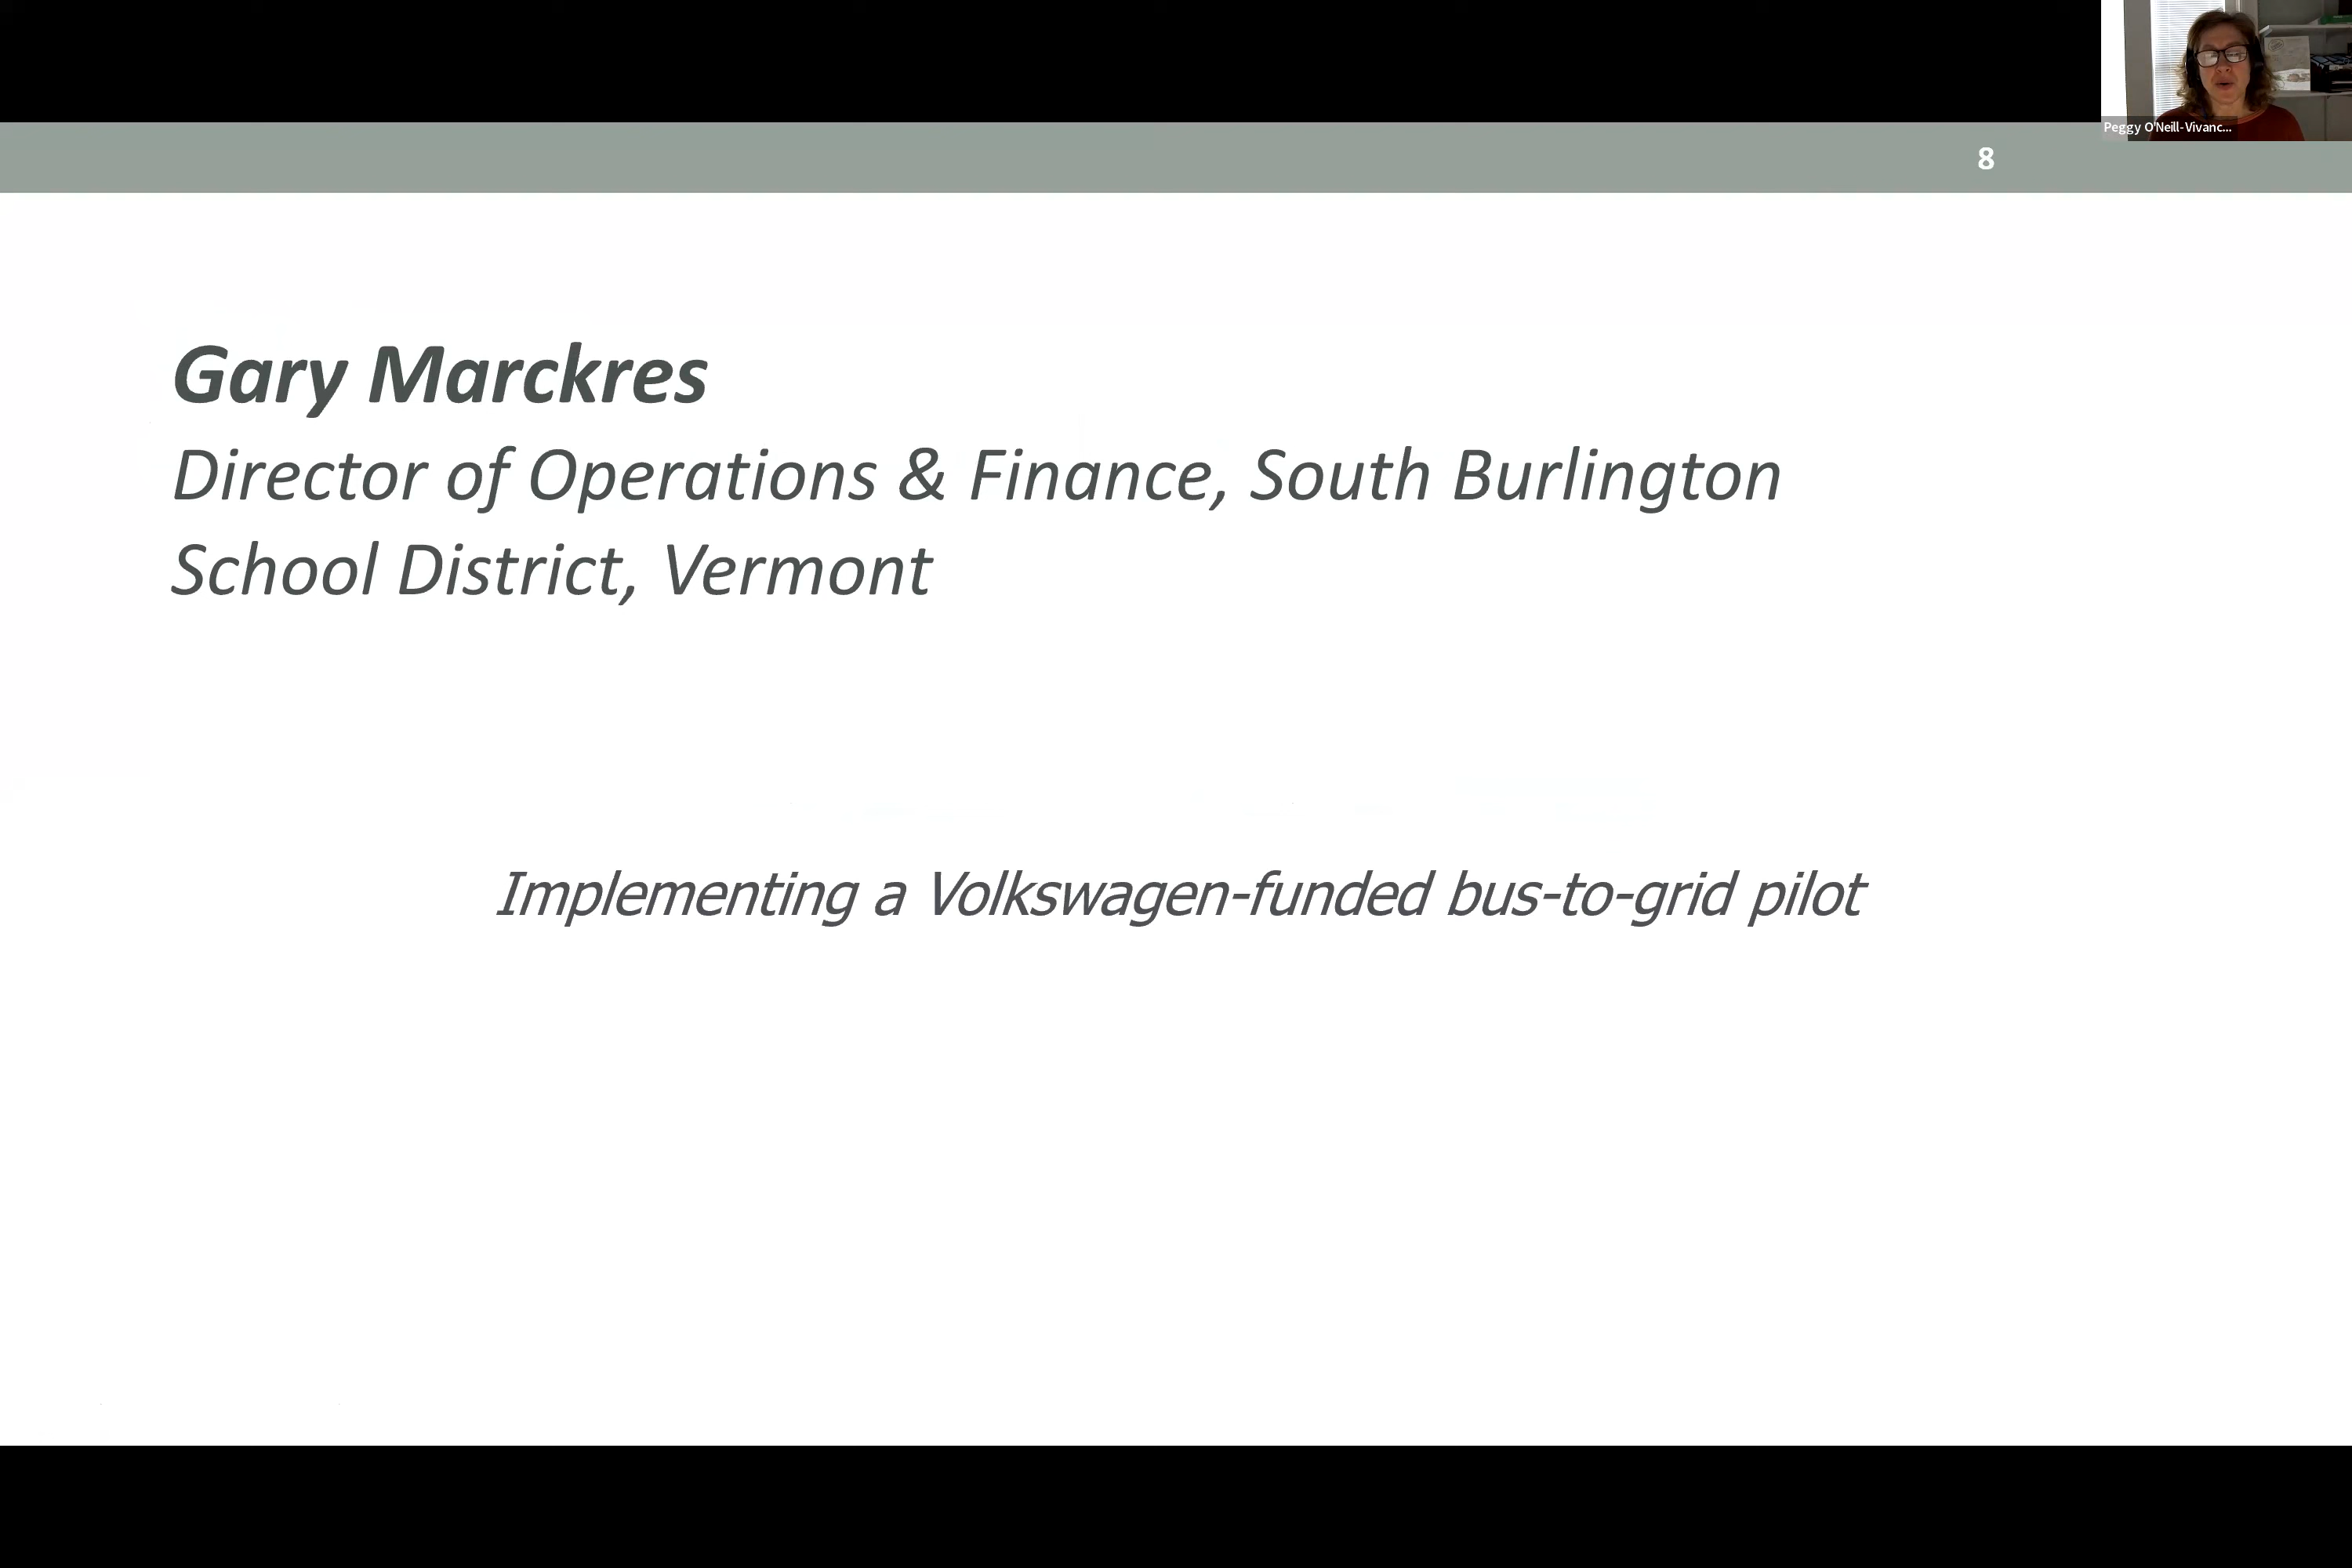 Peggy O'Neill-Vivanc...
8
Gary Marckres
Director of Operations & Finance, South Burlington
School District, Vermont
Implementing a Volkswagen-funded bus-to-grid pilot